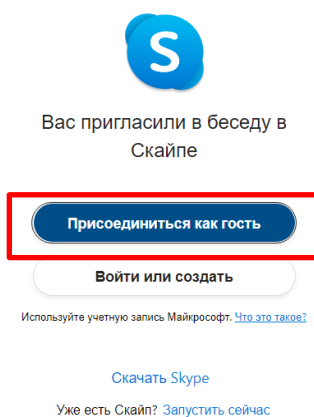 S
Вас пригласили в беседу в
Скайпе
Присоединиться как гость
Войти или создать
Используйте учетную запись Майкрософт. Что это такое?
Скачать Skype
Уже есть Скайп? Запустить сейчас